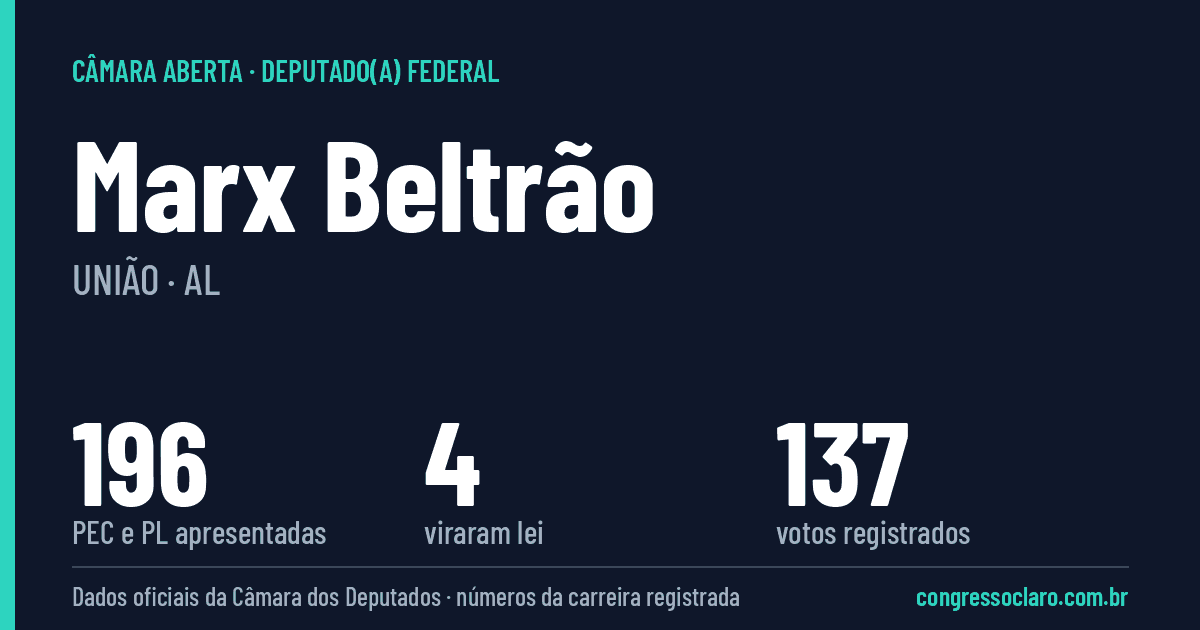 CÂMARA ABERTA · DEPUTADO(A) FEDERAL
Marx Beltrão
UNIÃO · AL
196 4 137
PEC e PL apresentadas viraram lei votos registrados
Dados oficiais da Câmara dos Deputados · números da carreira registrada congressoclaro.com.br